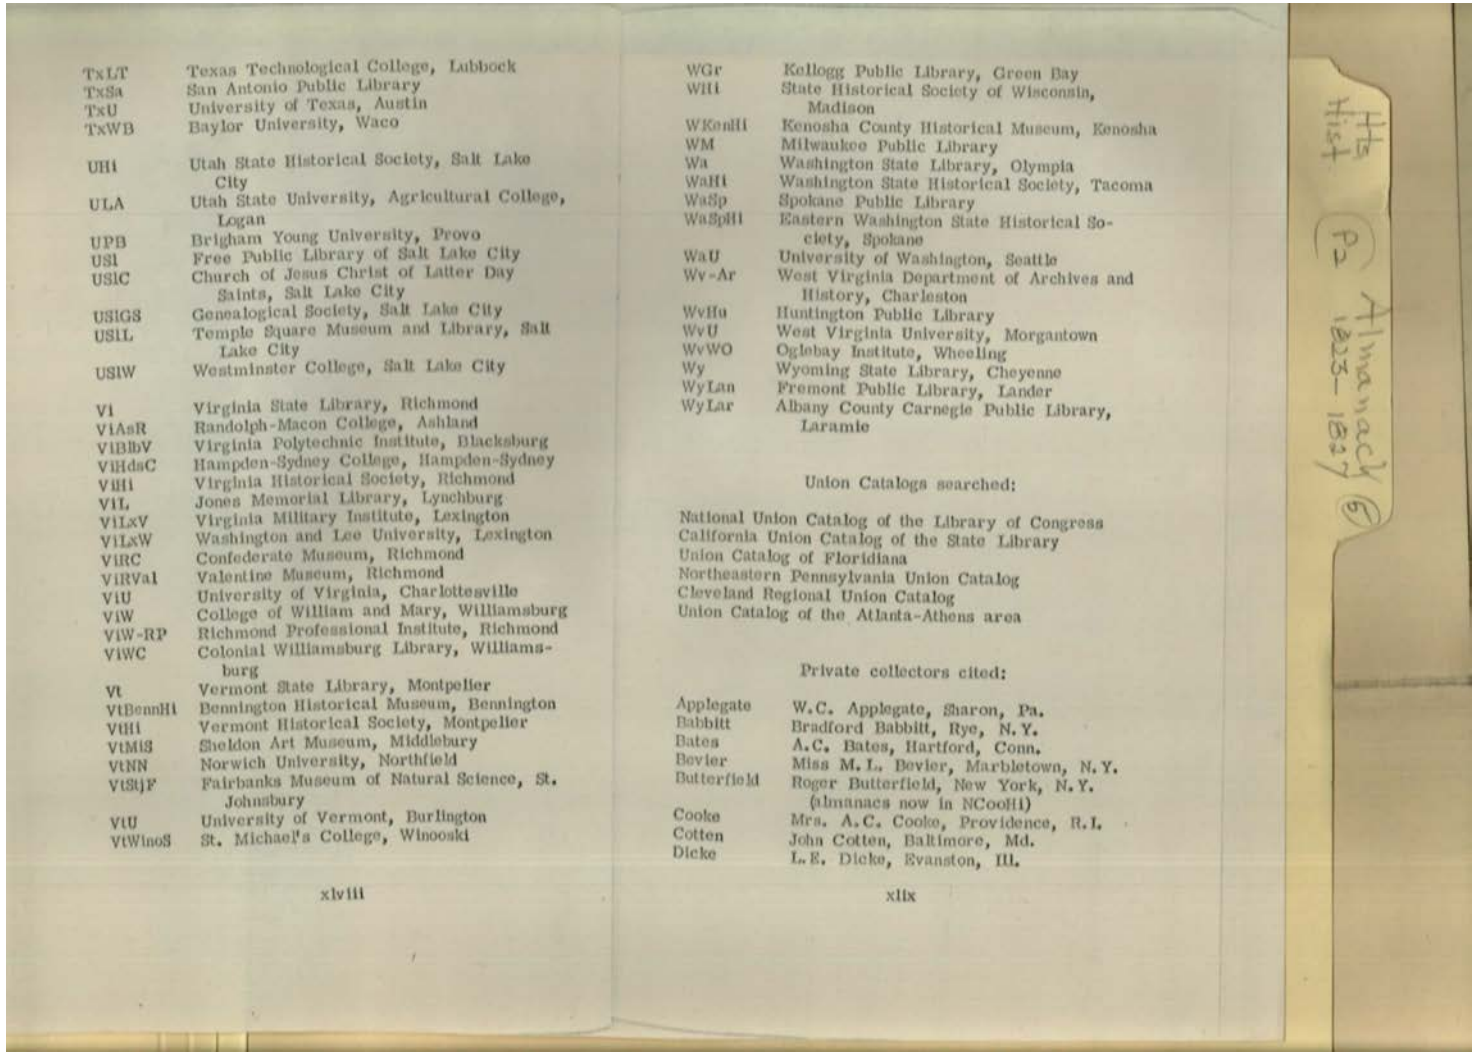 TxLT Texas Technological College, Lubbock
TxSa San Antonio Public Library
TxU University of Texas, Austin
TxWB Baylor University, Waco
UHi Utah State Historical Society, Salt Lake
City
ULA Utah State University, Agricultural College,
Logan
UPB Brigham Young University, Provo
USl Free Public Library of Salt Lake City
USlC Church of Jesus Christ of Latter Day
Saints, Salt Lake City
USlGS Genealogical Society, Salt Lake City
USlL Temple Square Museum and Library, Salt
Lake City
USlW Westminster College, Salt Lake City
Vi Virginia State Library, Richmond
ViAsR Randolph-Macon College, Ashland
ViBlbV Virginia Polytechnic Institute, Blacksburg
ViHdsC Hampden-Sydney College, Hampden-Sydney
ViHi Virginia Historical Society, Richmond
ViL Jones Memorial Library, Lynchburg
ViLxV Virginia Military Institute, Lexington
ViLxW Washington and Lee University, Lexington
ViRC Confederate Museum, Richmond
ViRVal Valentine Museum, Richmond
ViU University of Virginia, Charlottesville
ViW College of William and Mary, Williamsburg
ViW-RP Richmond Professional Institute, Richmond
ViWC Colonial Williamsburg Library, Williams-
burg
Vt Vermont State Library, Montpelier
VtBennHi Bennington Historical Museum, Bennington
VtHi Vermont Historical Society, Montpelier
VtMiS Sheldon Art Museum, Middlebury
VtNN Norwich University, Northfield
VtStjF Fairbanks Museum of Natural Science, St.
Johnsbury
VtU University of Vermont, Burlington
VtWinoS St. Michael's College, Winooski
xlviii
WGr Kellogg Public Library, Green Bay
WHi State Historical Society of Wisconsin,
Madison
WKenHi Kenosha County Historical Museum, Kenosha
WM Milwaukee Public Library
Wa Washington State Library, Olympia
WaHi Washington State Historical Society, Tacoma
WaSp Spokane Public Library
WaSpHi Eastern Washington State Historical So-
ciety, Spokane
WaU University of Washington, Seattle
Wv-Ar West Virginia Department of Archives and
History, Charleston
WvHu Huntington Public Library
WvU West Virginia University, Morgantown
WvWO Oglebay Institute, Wheeling
Wy Wyoming State Library, Cheyenne
WyLan Fremont Public Library, Lander
WyLar Albany County Carnegie Public Library,
Laramie
Union Catalogs searched:
National Union Catalog of the Library of Congress
California Union Catalog of the State Library
Union Catalog of Floridiana
Northeastern Pennsylvania Union Catalog
Cleveland Regional Union Catalog
Union Catalog of the Atlanta-Athens area
Private collectors cited:
Applegate W.C. Applegate, Sharon, Pa.
Babbitt Bradford Babbitt, Rye, N.Y.
Bates A.C. Bates, Hartford, Conn.
Bevier Miss M.L. Bevier, Marbletown, N.Y.
Butterfield Roger Butterfield, New York, N.Y.
(almanacs now in NCooHi)
Cooke Mrs. A.C. Cooke, Providence, R.I.
Cotten John Cotten, Baltimore, Md.
Dicke L.E. Dicke, Evanston, Ill.
xlix
Hts Almanach 5
Hist P2 1823-1827